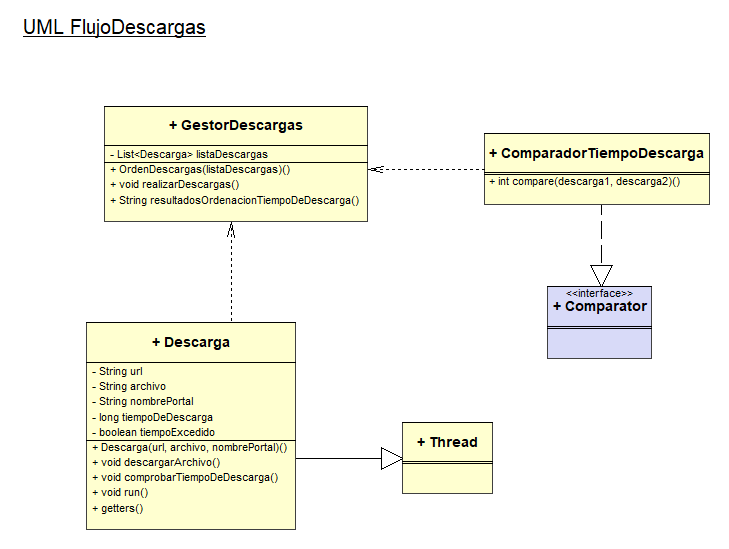 UML FlujoDescargas
+ GestorDescargas
- List<Descarga> listaDescargas
+ OrdenDescargas(listaDescargas)()
+ void realizarDescargas()
+ String resultadosOrdenacionTiempoDeDescarga()
+ ComparadorTiempoDescarga
+ int compare(descarga1, descarga2)()
<<interface>>
+ Comparator
+ Descarga
- String url
- String archivo
- String nombrePortal
- long tiempoDeDescarga
- boolean tiempoExcedido
+ Descarga(url, archivo, nombrePortal)()
+ void descargarArchivo()
+ void comprobarTiempoDeDescarga()
+ void run()
+ getters()
+ Thread